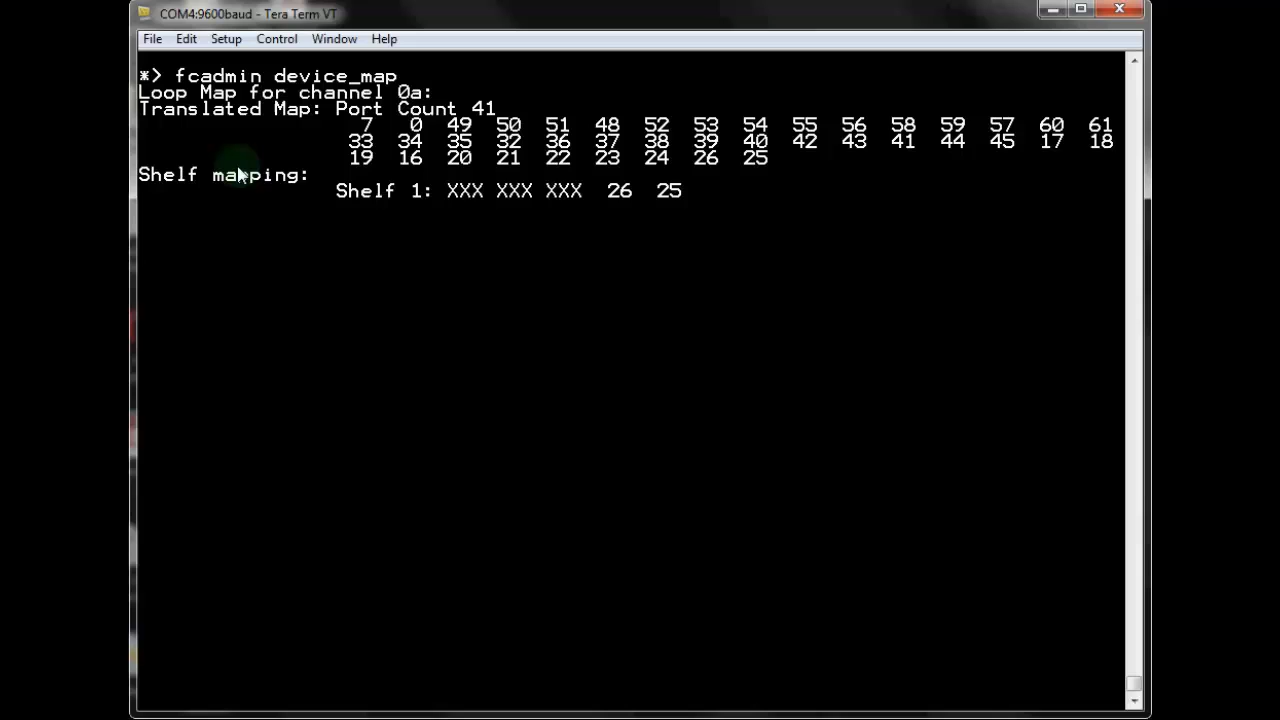 COM4:9600baud - Tera Term VT
File Edit Setup Control Window Help
*> fcadmin device_map
Loop Map for channel 0a:
Translated Map: Port Count 41
7 0 49 50 51 48 52 53 54 55 56 58 59 57 60 61
33 34 35 32 36 37 38 39 40 42 43 41 44 45 17 18
19 16 20 21 22 23 24 26 25
Shelf mapping:
Shelf 1: XXX XXX XXX 26 25